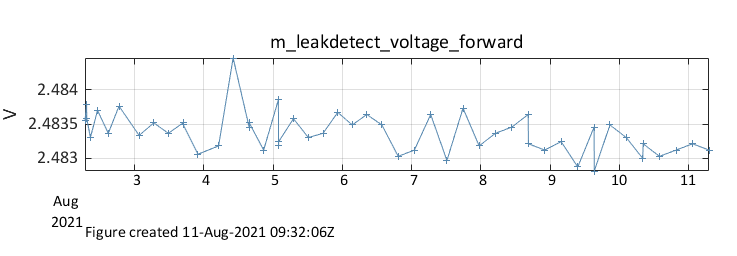 m_leakdetect_voltage_forward
V
2.484
2.4835
2.483
3 4 5 6 7 8 9 10 11
Aug
2021
Figure created 11-Aug-2021 09:32:06Z